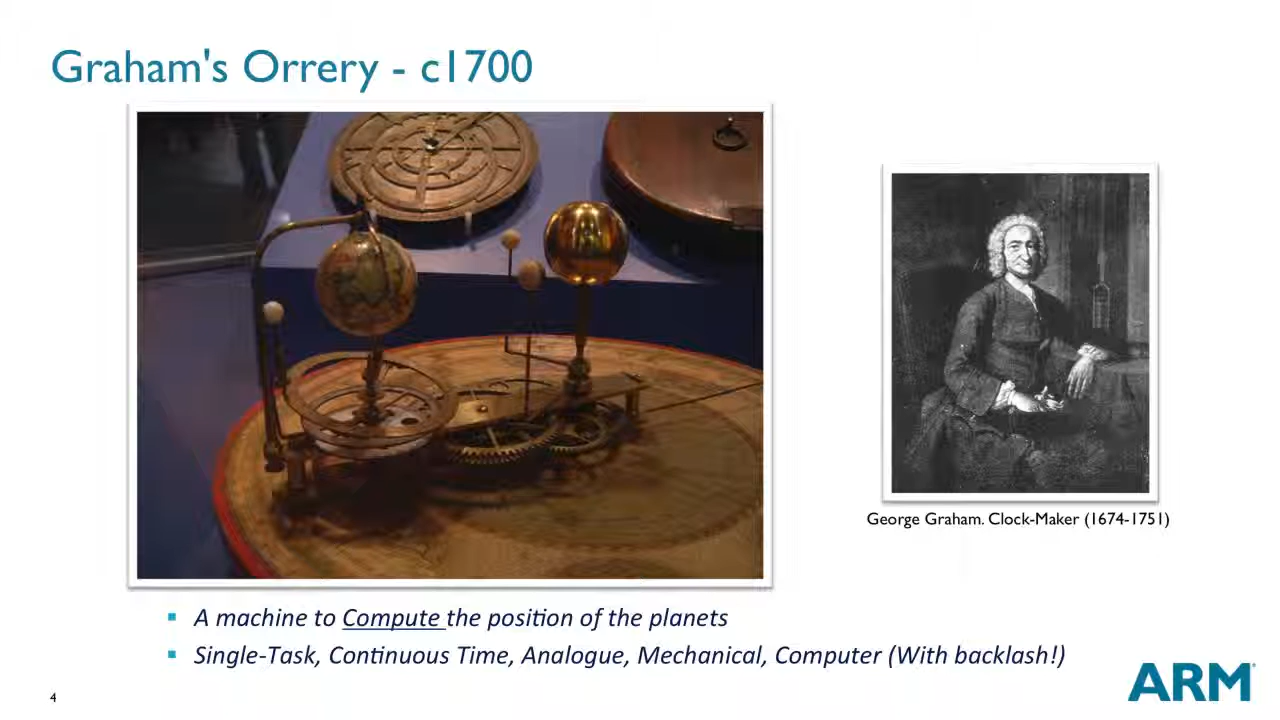 Graham's Orrery - c1700
George Graham. Clock-Maker (1674-1751)
A machine to Compute the position of the planets
Single-Task, Continuous Time, Analogue, Mechanical, Computer (With backlash!)
4
ARM